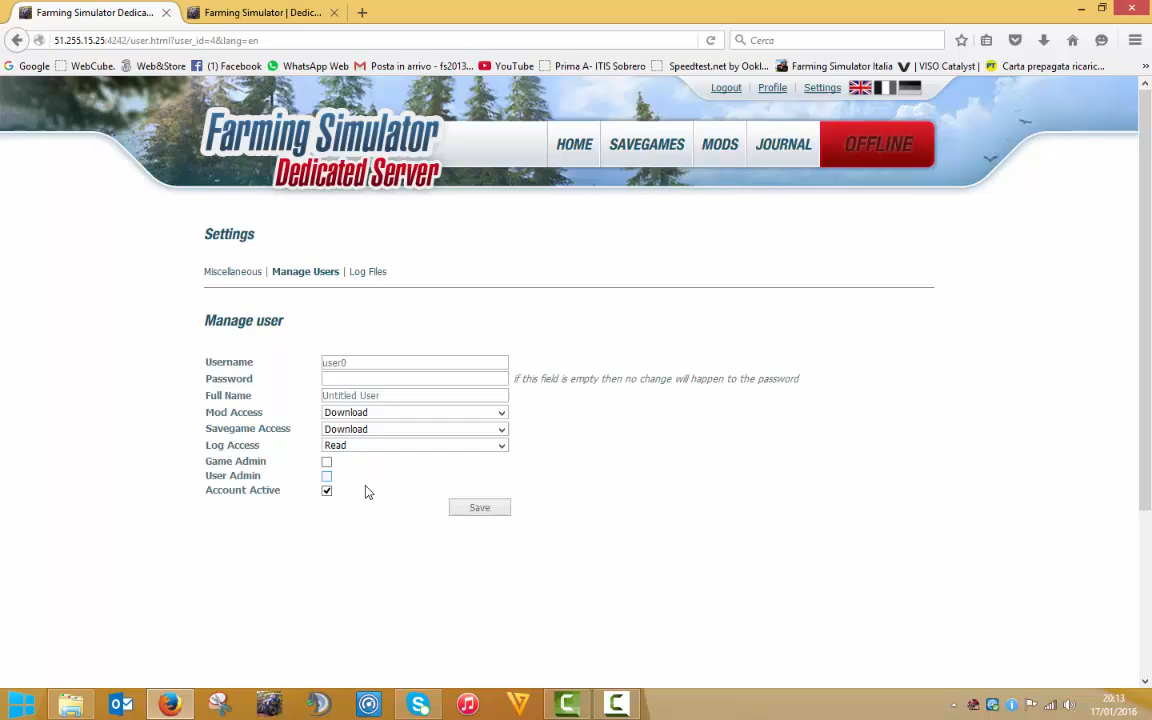 Farming Simulator Dedica...
Farming Simulator | Dedic...
51.255.15.25:4242/user.html?user_id=4&lang=en
Cerca
Google
WebCube.
Web&Store
(1) Facebook
WhatsApp Web
Posta in arrivo - fs2013...
YouTube
Prima A- ITIS Sobrero
Speedtest.net by Ookl...
Farming Simulator Italia
VISO Catalyst |
Carta prepagata ricaric...
Logout | Profile | Settings
Farming Simulator
Dedicated Server
HOME
SAVEGAMES
MODS
JOURNAL
OFFLINE
Settings
Miscellaneous | Manage Users | Log Files
Manage user
Username user0
Password if this field is empty then no change will happen to the password
Full Name Untitled User
Mod Access Download
Savegame Access Download
Log Access Read
Game Admin
User Admin
Account Active
Save
20:13
17/01/2016